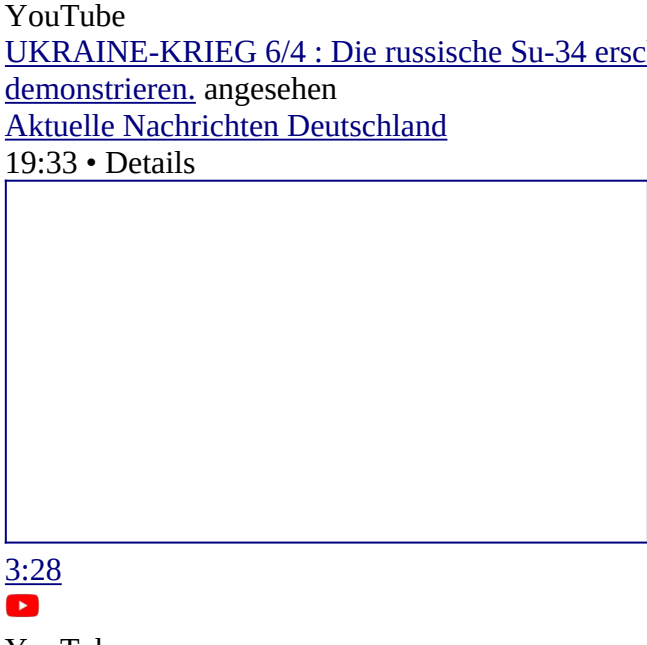 YouTube
UKRAINE-KRIEG 6/4 : Die russische Su-34
demonstrieren. angesehen
Aktuelle Nachrichten Deutschland
19:33 • Details
3:28